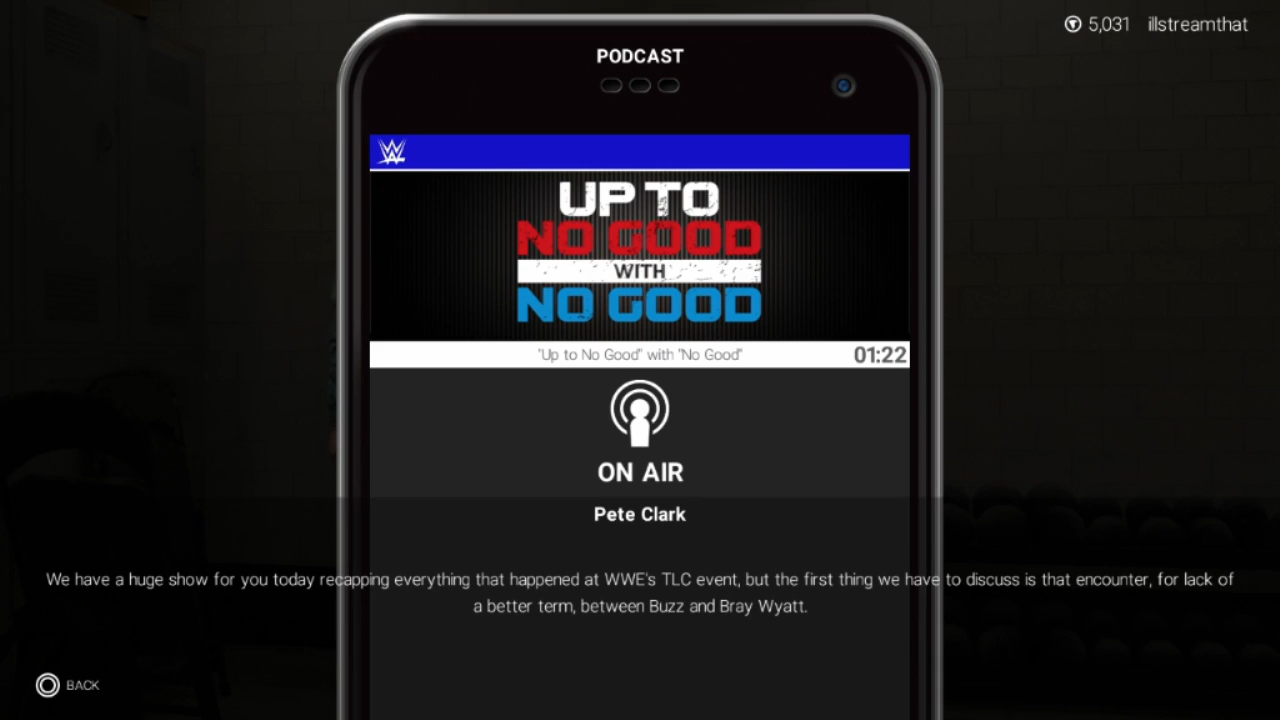 5,031 illstreamthat
PODCAST
W
UP TO
NO GOOD
WITH
NO GOOD
"Up to No Good" with "No Good" 01:22
ON AIR
Pete Clark
We have a huge show for you today recapping everything that happened at WWE's TLC event, but the first thing we have to discuss is that encounter, for lack of
a better term, between Buzz and Bray Wyatt.
BACK